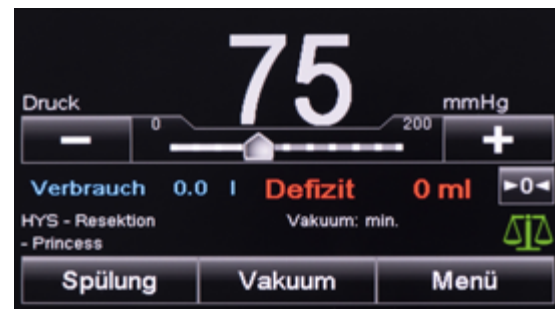 75
Druck
mmHg
0
200
Verbrauch 0.0 l Defizit 0 ml ►0◄
HYS - Resektion
- Princess
Vakuum: min.
Spülung Vakuum Menü